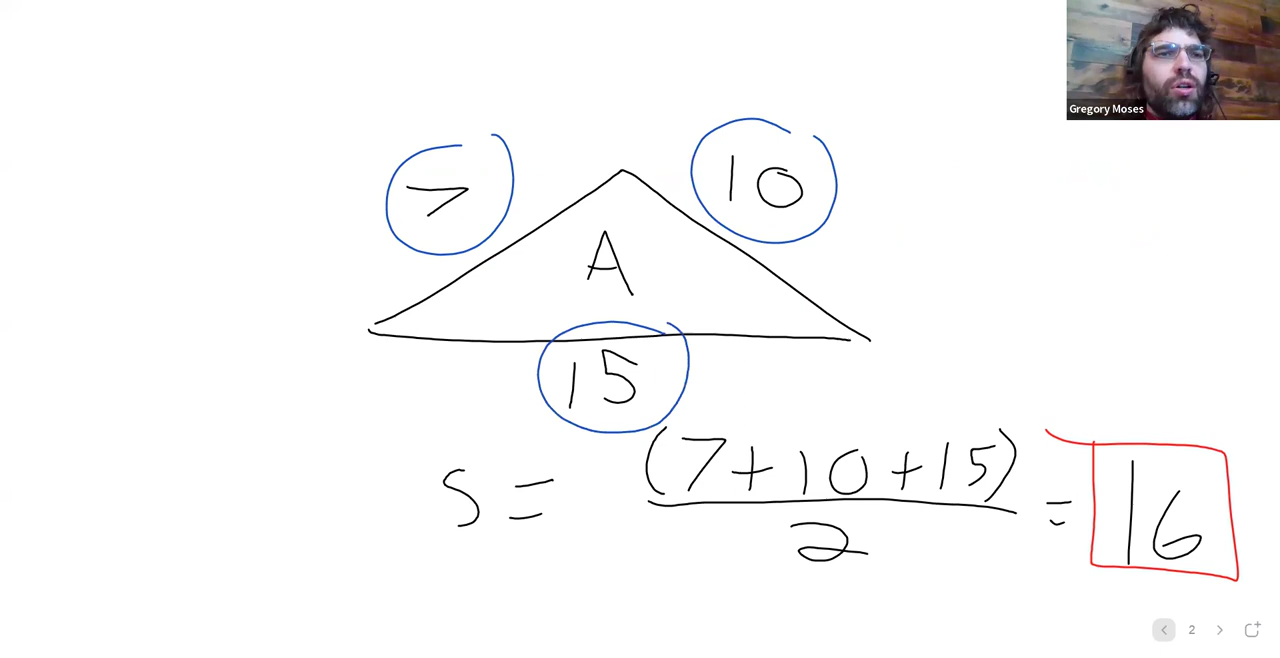 Gregory Moses
7
10
A
15
S = (7+10+15)
2
= 16
2